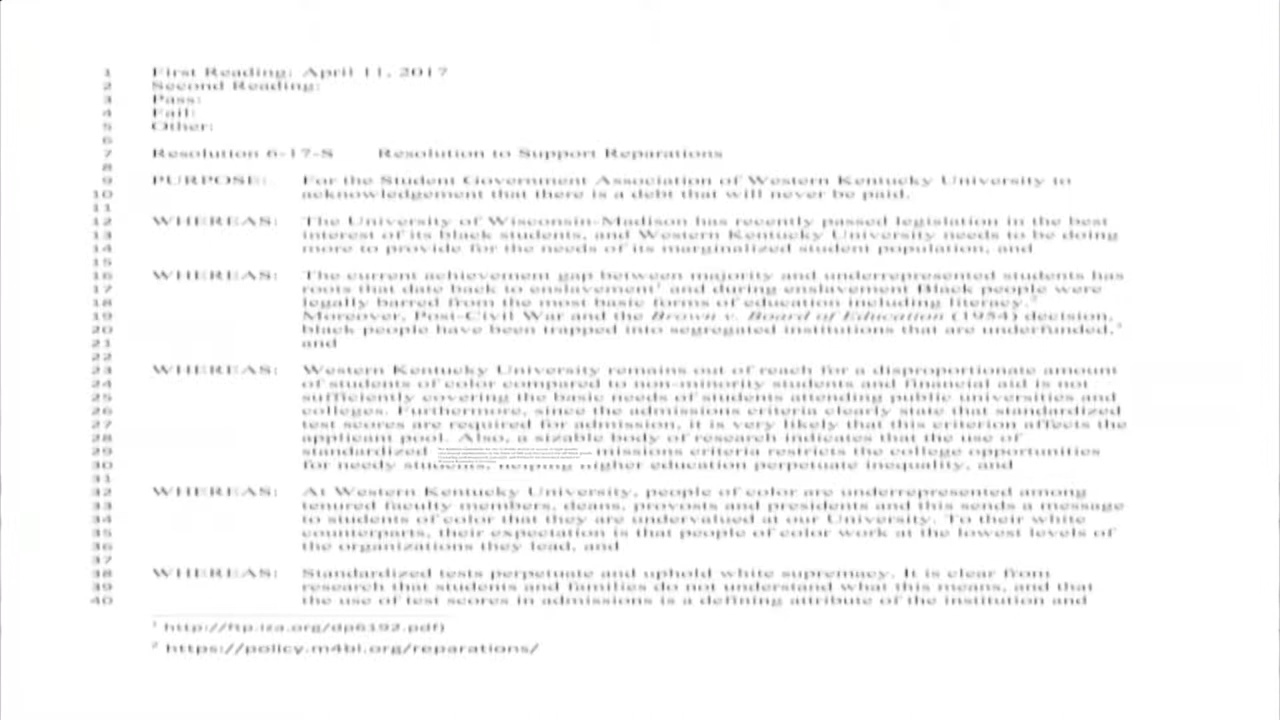 1 First Reading: April 11, 2017
2 Second Reading:
3 Pass:
4 Fail:
5 Other:
6
7 Resolution 6-17-S Resolution to Support Reparations
8
9 PURPOSE: For the Student Government Association of Western Kentucky University to
10 acknowledgement that there is a debt that will never be paid.
11
12 WHEREAS: The University of Wisconsin-Madison has recently passed legislation in the best
13 interest of its black students, and Western Kentucky University needs to be doing
14 more to provide for the needs of its marginalized student population, and
15
16 WHEREAS: The current achievement gap between majority and underrepresented students has
17 roots that date back to enslavement¹ and during enslavement Black people were
18 legally barred from the most basic forms of education including literacy.²
19 Moreover, Post-Civil War and the Brown v. Board of Education (1954) decision,
20 black people have been trapped into segregated institutions that are underfunded,³
21 and
22
23 WHEREAS: Western Kentucky University remains out of reach for a disproportionate amount
24 of students of color compared to non-minority students and financial aid is not
25 sufficiently covering the basic needs of students attending public universities and
26 colleges. Furthermore, since the admissions criteria clearly state that standardized
27 test scores are required for admission, it is very likely that this criterion affects the
28 applicant pool. Also, a sizable body of research indicates that the use of
29 standardized missions criteria restricts the college opportunities
30 for needy students, helping higher education perpetuate inequality, and
31
32 WHEREAS: At Western Kentucky University, people of color are underrepresented among
33 tenured faculty members, deans, provosts and presidents and this sends a message
34 to students of color that they are undervalued at our University. To their white
35 counterparts, their expectation is that people of color work at the lowest levels of
36 the organizations they lead, and
37
38 WHEREAS: Standardized tests perpetuate and uphold white supremacy. It is clear from
39 research that students and families do not understand what this means, and that
40 the use of test scores in admissions is a defining attribute of the institution and
¹ http://ftp.iza.org/dp6192.pdf)
² https://policy.m4bl.org/reparations/